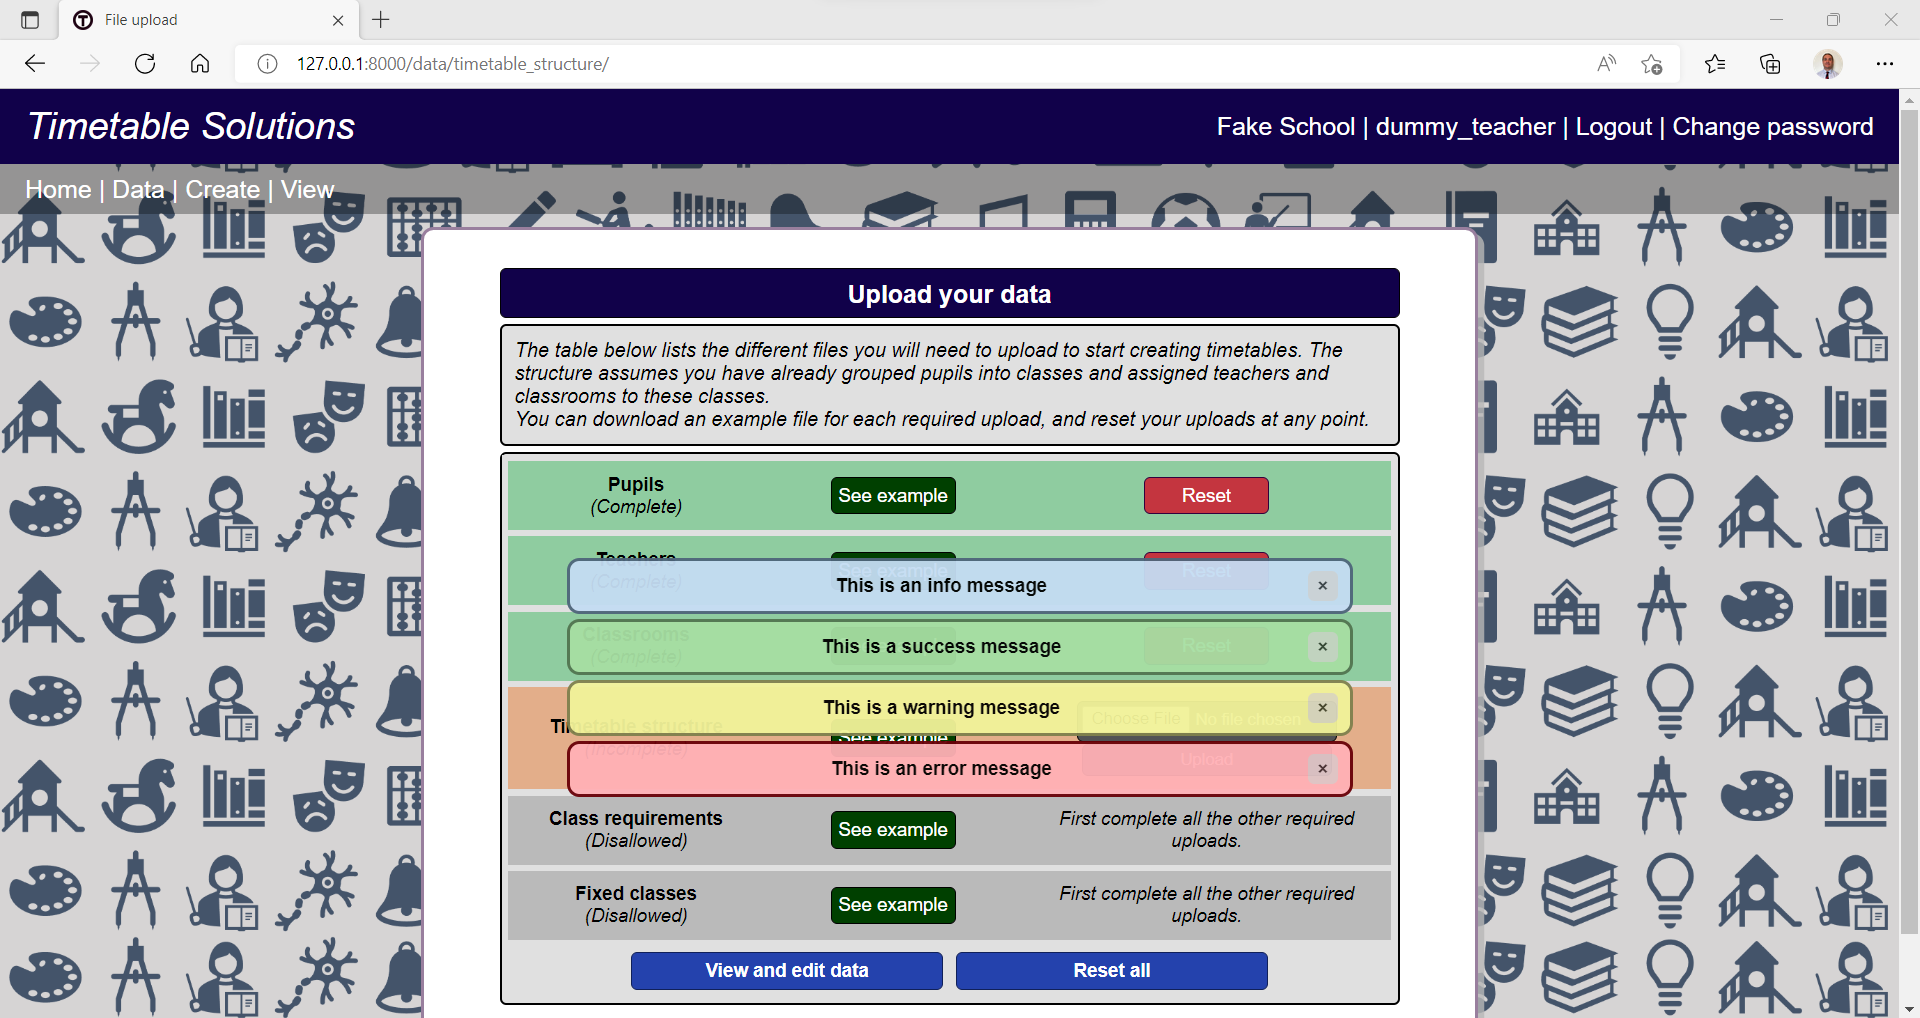 File upload
127.0.0.1:8000/data/timetable_structure/
Timetable Solutions
Fake School | dummy_teacher | Logout | Change password
Home | Data | Create | View
Upload your data
The table below lists the different files you will need to upload to start creating timetables. The
structure assumes you have already grouped pupils into classes and assigned teachers and
classrooms to these classes.
You can download an example file for each required upload, and reset your uploads at any point.
Pupils
(Complete)
See example
Reset
Teachers
(Complete)
See example
Reset
This is an info message
×
Classrooms
(Complete)
Reset
This is a success message
×
Timetable structure
(Incomplete)
See example
Choose File No file chosen
Upload
This is a warning message
×
This is an error message
×
Class requirements
(Disallowed)
See example
First complete all the other required
uploads.
Fixed classes
(Disallowed)
See example
First complete all the other required
uploads.
View and edit data
Reset all